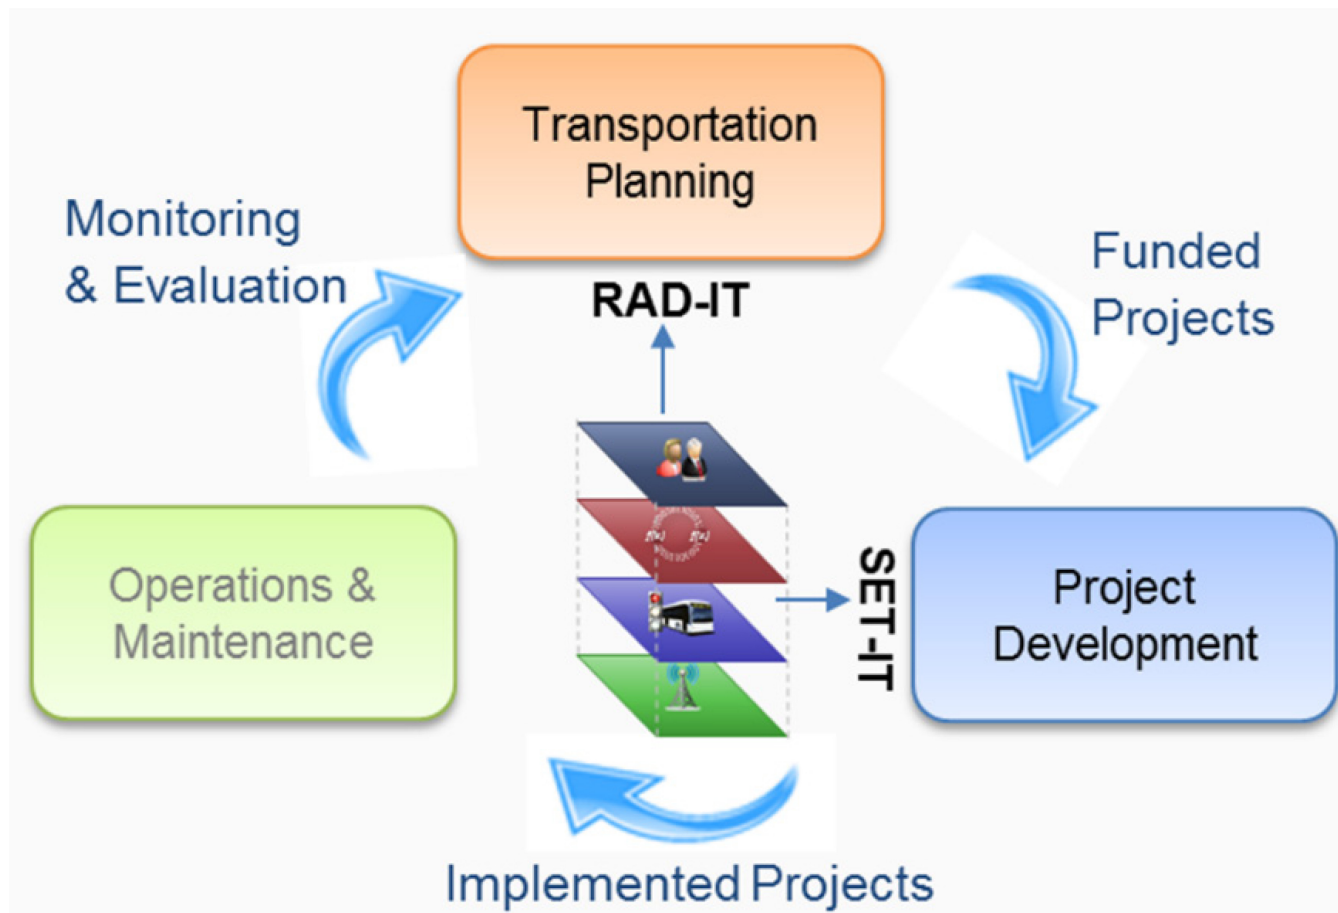 Transportation
Planning
Monitoring
& Evaluation
Funded
Projects
RAD-IT
f(x)
f(x)
Operations &
Maintenance
SET-IT
Project
Development
Implemented Projects